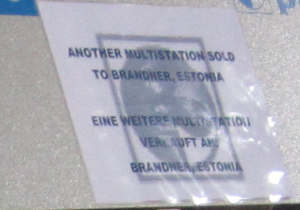 ANOTHER MULTISTATION SOLD
TO BRANDNER, ESTONIA
EINE WEITERE MULTISTATION
VERKAUFT AN:
BRANDNER, ESTONIA